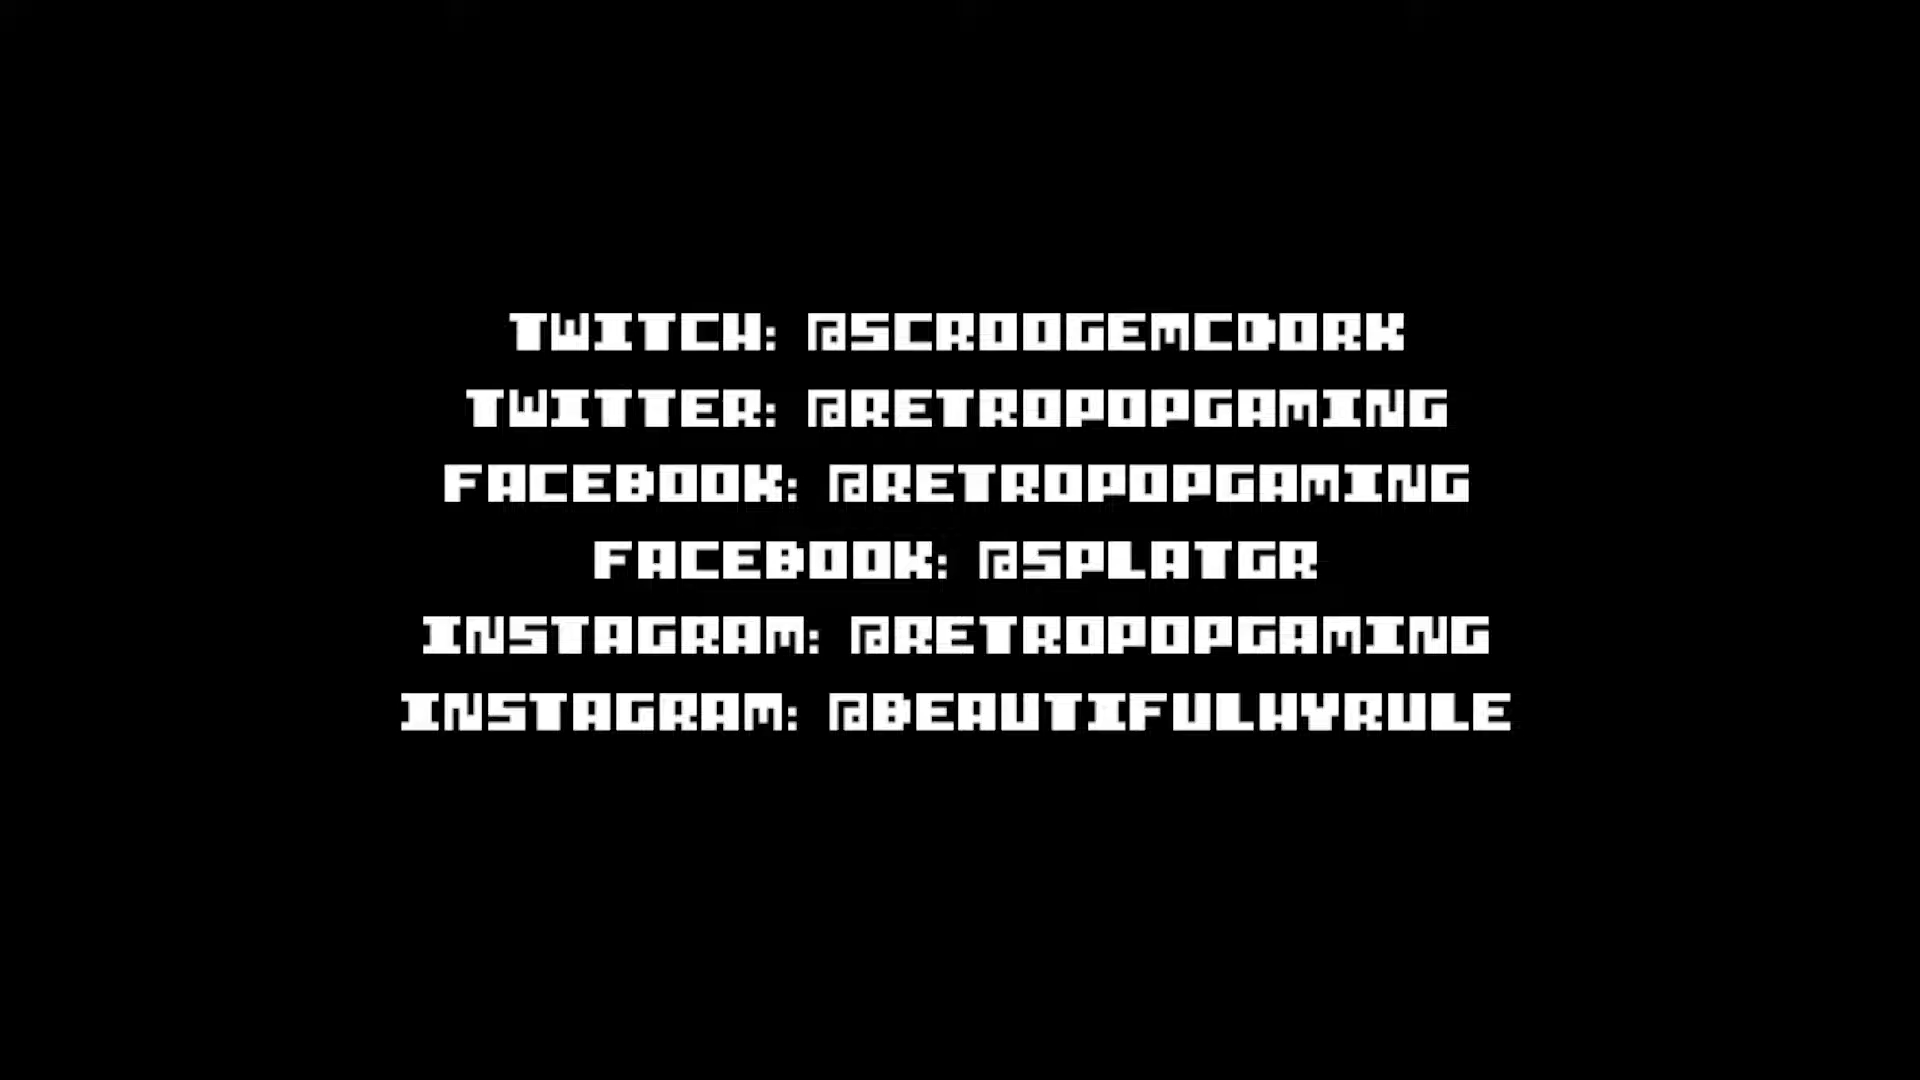 TWITCH: @SCROOGEMCDORK
TWITTER: @RETROPOPGAMING
FACEBOOK: @RETROPOPGAMING
FACEBOOK: @SPLATGR
INSTAGRAM: @RETROPOPGAMING
INSTAGRAM: @BEAUTIFULHYRULE